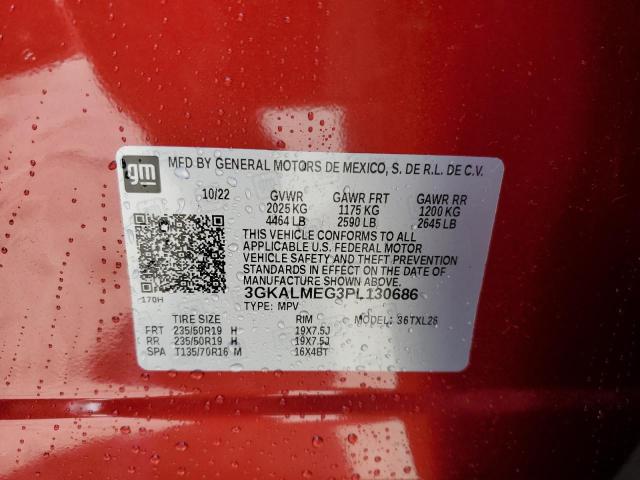 gm MFD BY GENERAL MOTORS DE MEXICO, S. DE R.L. DE C.V.
10/22 GVWR GAWR FRT GAWR RR
2025 KG 1175 KG 1200 KG
4464 LB 2590 LB 2645 LB
THIS VEHICLE CONFORMS TO ALL
APPLICABLE U.S. FEDERAL MOTOR
VEHICLE SAFETY AND THEFT PREVENTION
STANDARDS IN EFFECT ON THE DATE OF
MANUFACTURE SHOWN ABOVE.
170H 3GKALMEG3PL130686
TYPE: MPV MODEL: 36TXL26
TIRE SIZE RIM
FRT 235/50R19 H 19X7.5J
RR 235/50R19 H 19X7.5J
SPA T135/70R16 M 16X4BT